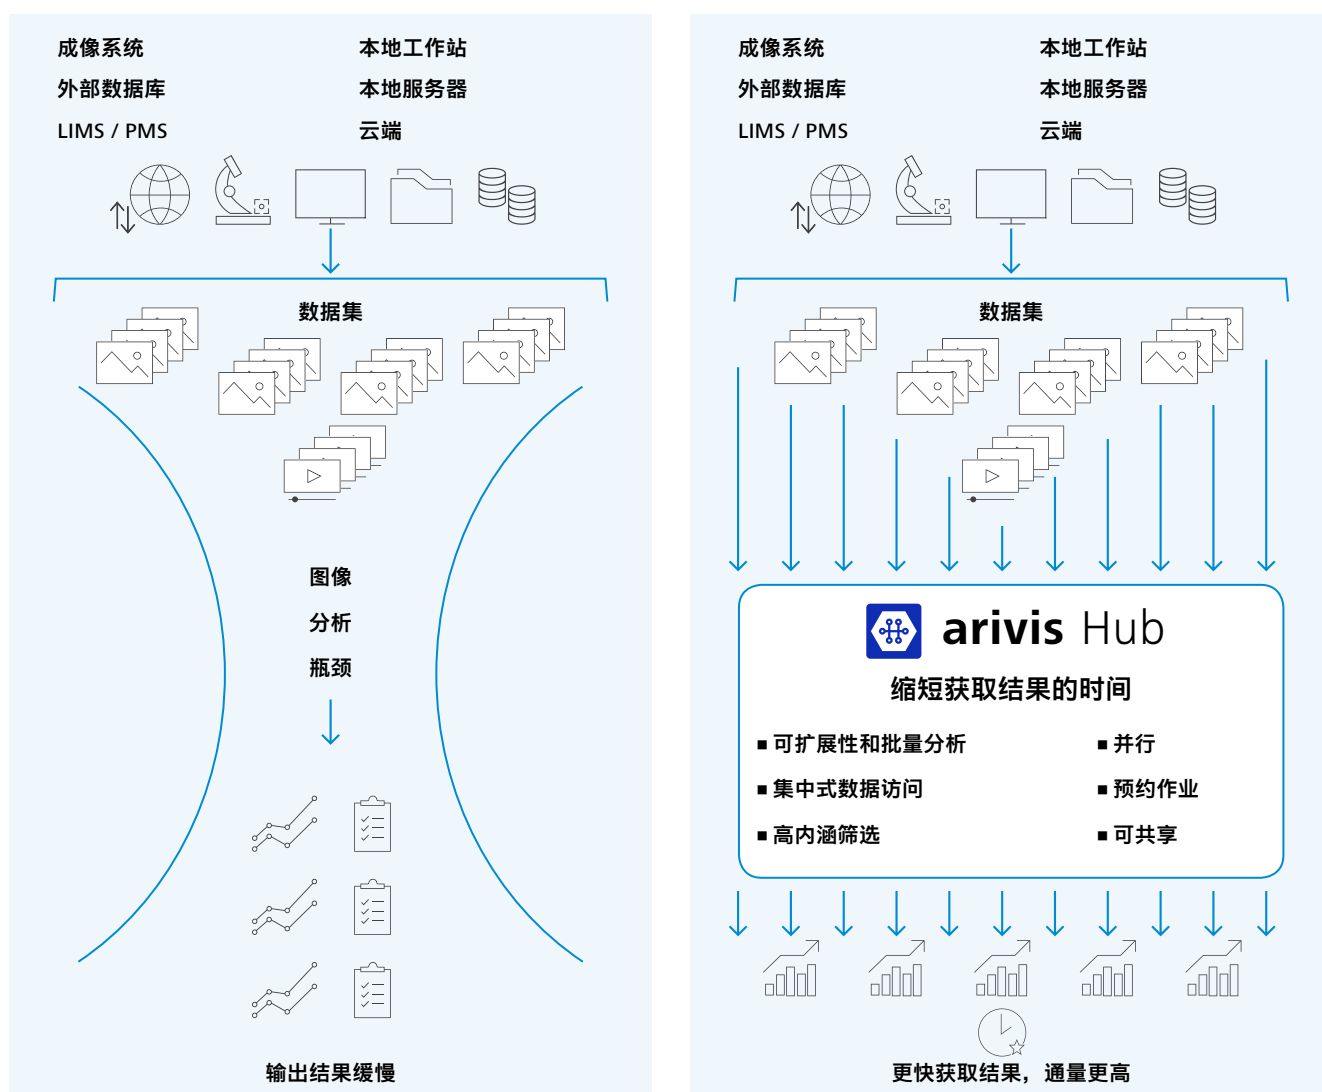 成像系统
外部数据库
LIMS / PMS
本地工作站
本地服务器
云端
数据集
图像
分析
瓶颈
输出结果缓慢
成像系统
外部数据库
LIMS / PMS
本地工作站
本地服务器
云端
数据集
arivis Hub
缩短获取结果的时间
■ 可扩展性和批量分析
■ 集中式数据访问
■ 高内涵筛选
■ 并行
■ 预约作业
■ 可共享
更快获取结果，通量更高